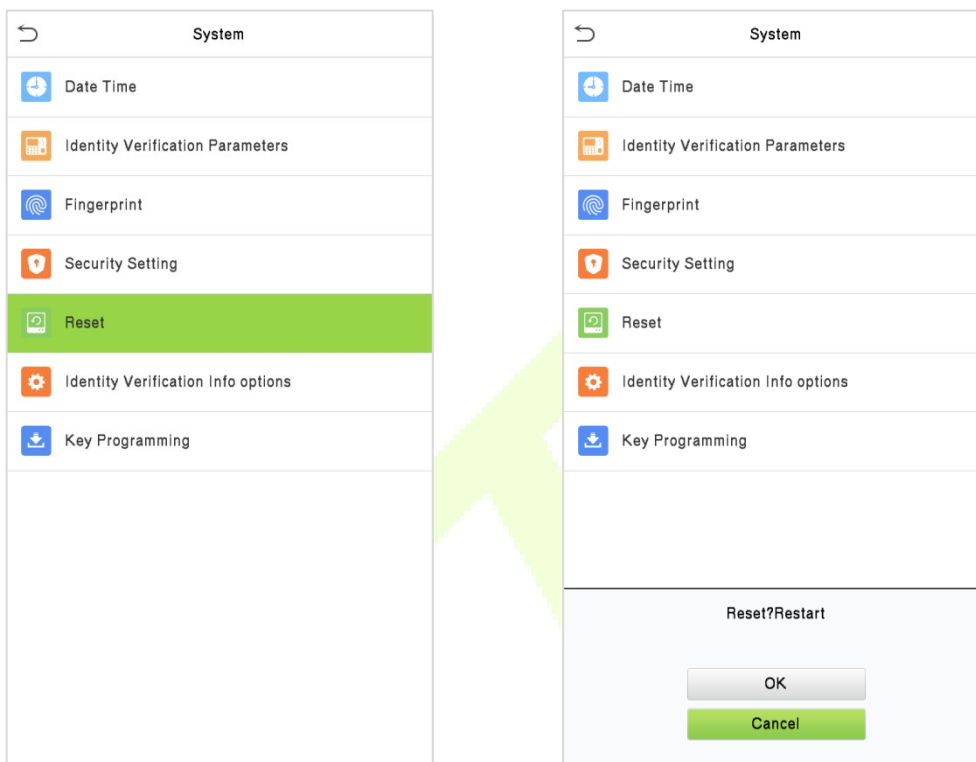 System
Date Time
Identity Verification Parameters
Fingerprint
Security Setting
Reset
Identity Verification Info options
Key Programming
System
Date Time
Identity Verification Parameters
Fingerprint
Security Setting
Reset
Identity Verification Info options
Key Programming
Reset?Restart
OK
Cancel